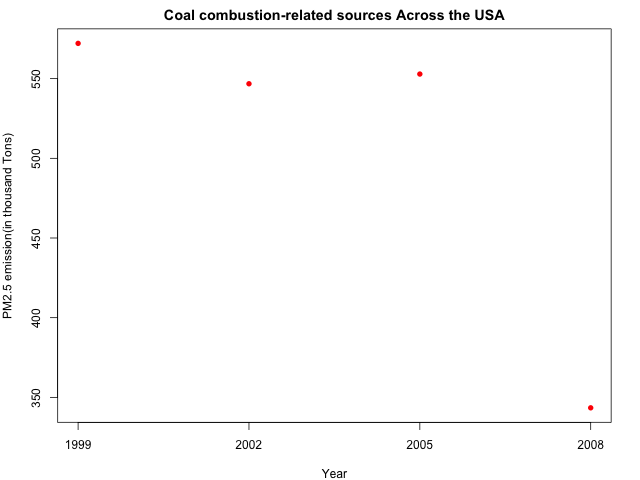 Coal combustion-related sources Across the USA
PM2.5 emission(in thousand Tons)
550
500
450
400
350
1999 2002 2005 2008
Year